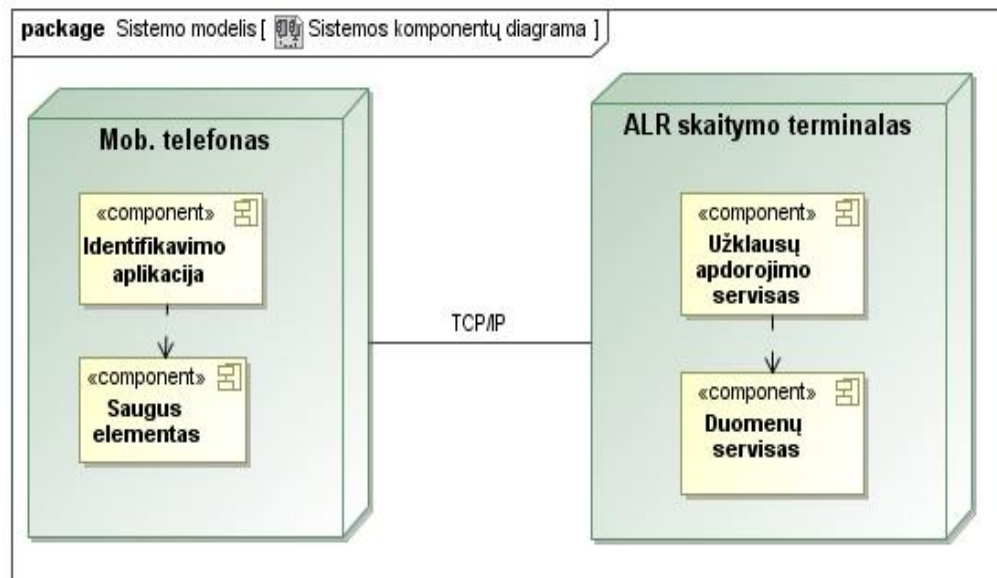 package Sistemo modelis [ Sistemos komponentų diagrama ]
Mob. telefonas
«component»
Identifikavimo
aplikacija
«component»
Saugus
elementas
TCP/IP
ALR skaitymo terminalas
«component»
Užklausų
apdorojimo
servisas
«component»
Duomenų
servisas